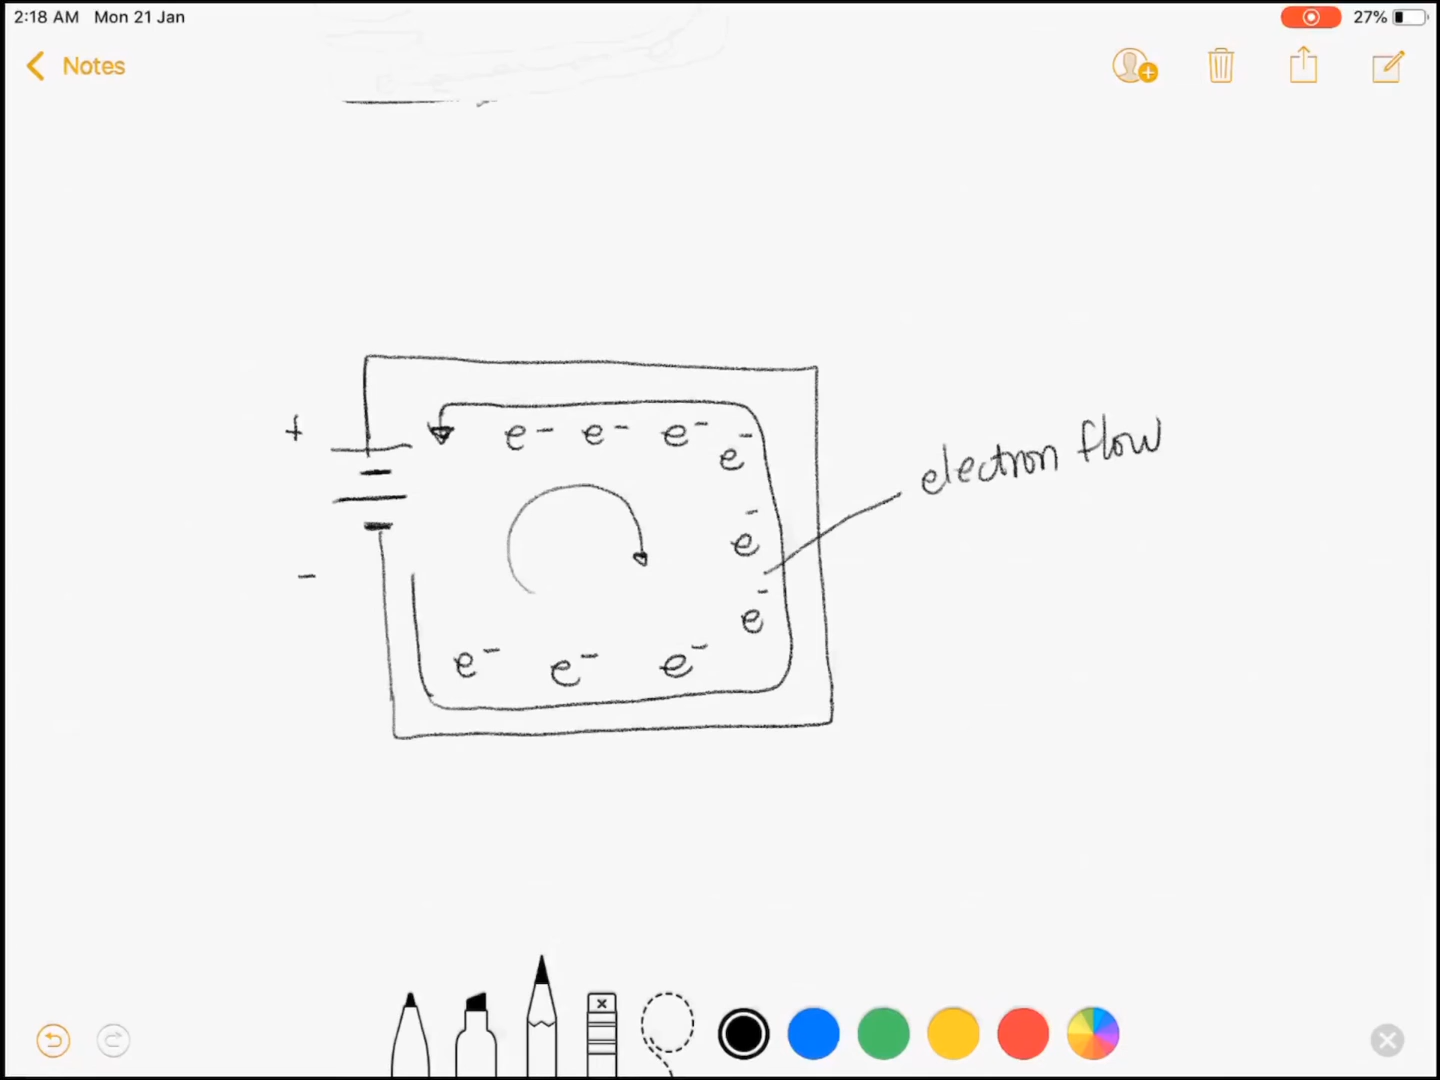 2:18 AM Mon 21 Jan
27%
Notes
+
e⁻ e⁻ e⁻ e⁻
electron flow
e⁻
-
e⁻
e⁻ e⁻ e⁻